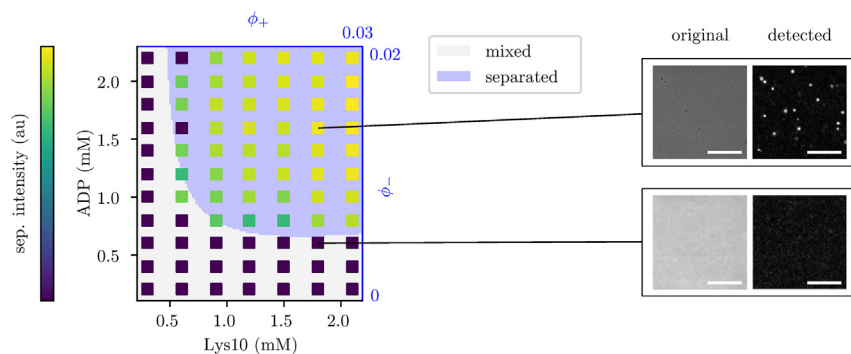 ϕ+
0.03
0.02
mixed
separated
original
detected
sep. intensity (au)
ADP (mM)
2.0
1.5
1.0
0.5
ϕ−
0
0.5
1.0
1.5
2.0
Lys10 (mM)